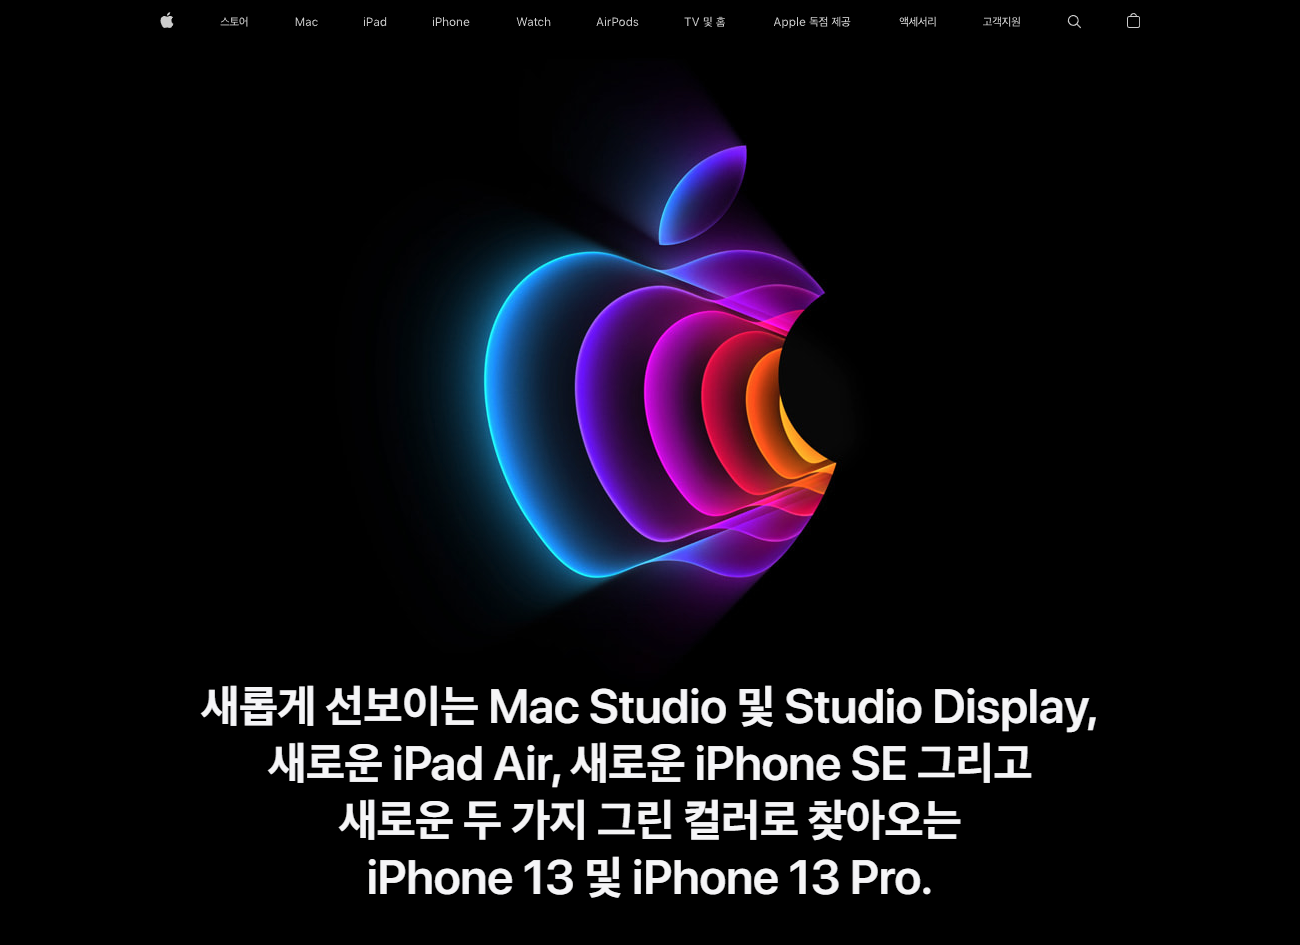 스토어 Mac iPad iPhone Watch AirPods TV 및 홈 Apple 독점 제공 액세서리 고객지원
새롭게 선보이는 Mac Studio 및 Studio Display,
새로운 iPad Air, 새로운 iPhone SE 그리고
새로운 두 가지 그린 컬러로 찾아오는
iPhone 13 및 iPhone 13 Pro.